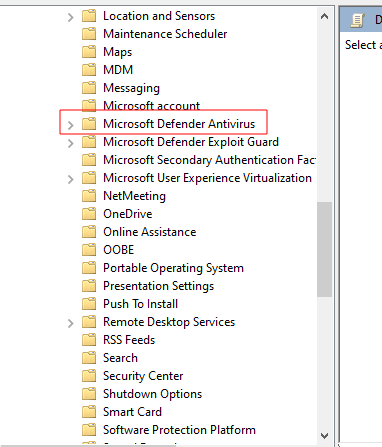 Location and Sensors
Maintenance Scheduler
Maps
MDM
Messaging
Microsoft account
Microsoft Defender Antivirus
Microsoft Defender Exploit Guard
Microsoft Secondary Authentication Fact
Microsoft User Experience Virtualization
NetMeeting
OneDrive
Online Assistance
OOBE
Portable Operating System
Presentation Settings
Push To Install
Remote Desktop Services
RSS Feeds
Search
Security Center
Shutdown Options
Smart Card
Software Protection Platform
D
Select a